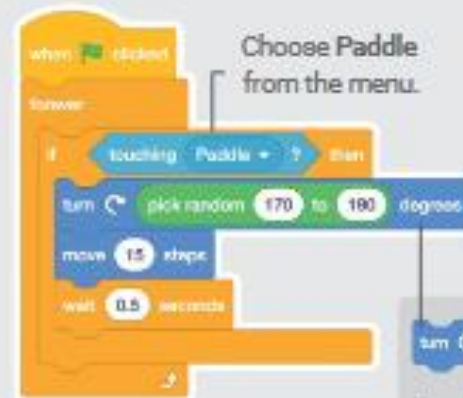 when clicked
Choose Paddle
from the menu.
forever
if touching Paddle ? then
turn pick random 170 to 190 degrees
move 15 steps
wait 0.5 seconds
turn